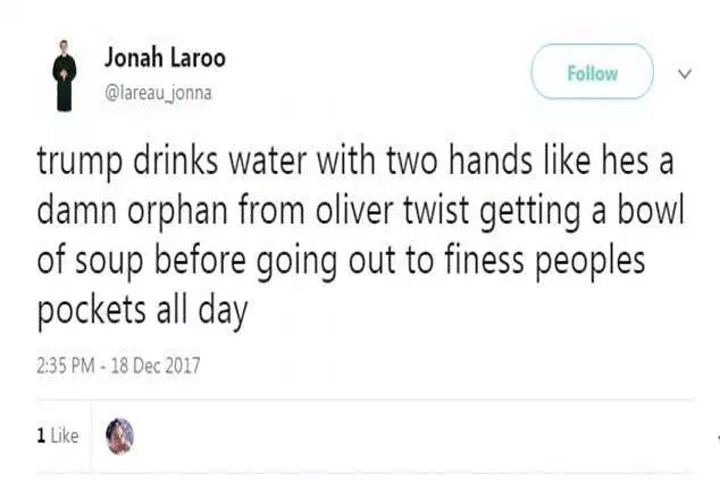 Jonah Laroo
@lareau_jonna
Follow
trump drinks water with two hands like hes a
damn orphan from oliver twist getting a bowl
of soup before going out to finess peoples
pockets all day
2:35 PM - 18 Dec 2017
1 Like